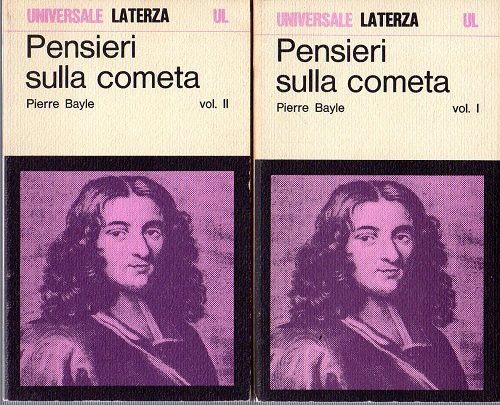 UNIVERSALE LATERZA UL
Pensieri
sulla cometa
Pierre Bayle vol. II
UNIVERSALE LATERZA UL
Pensieri
sulla cometa
Pierre Bayle vol. I